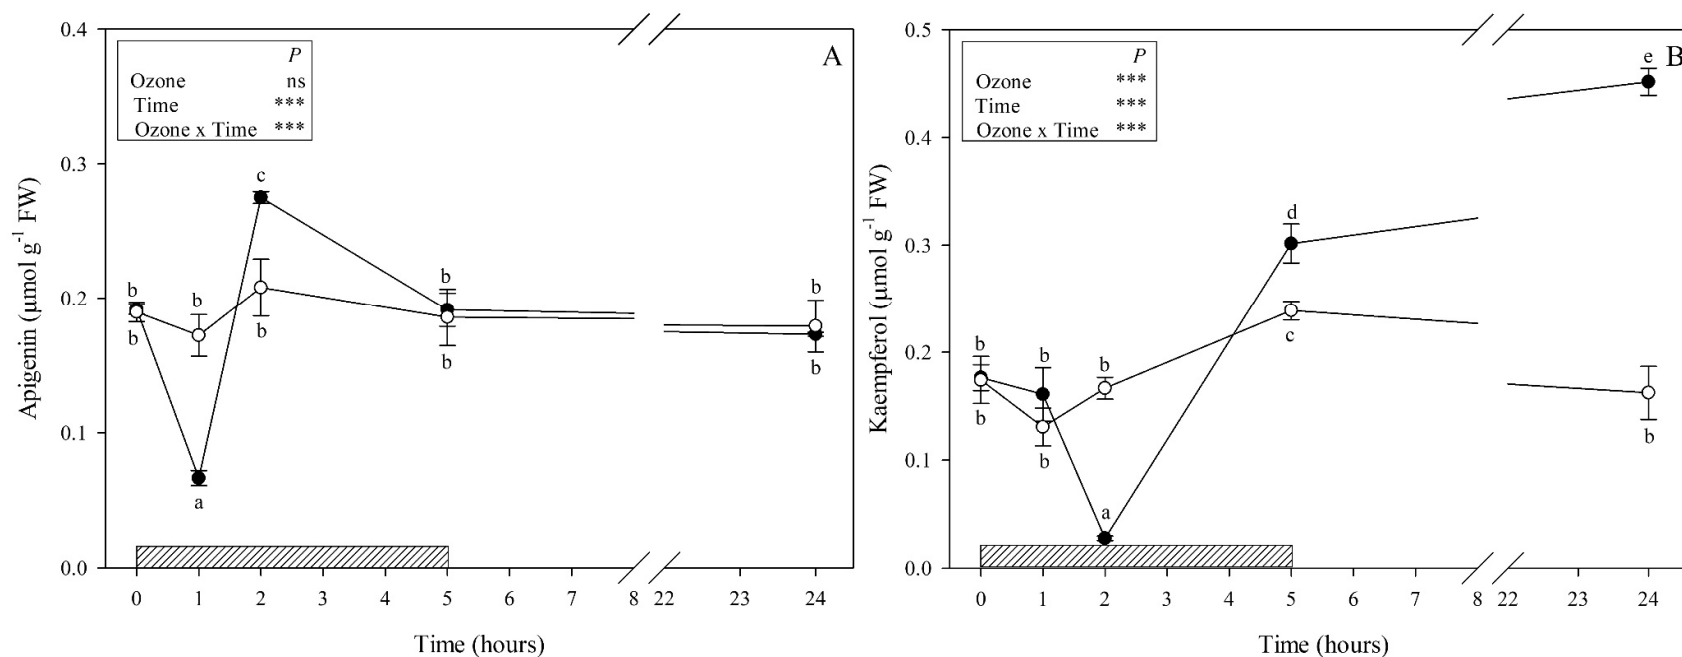 A
P
Ozone ns
Time ***
Ozone x Time ***
0.4
0.3
0.2
0.1
0.0
Apigenin (µmol g-1 FW)
b
b
c
b
b
b
a
b
b
b
0 1 2 3 4 5 6 7 8 22 23 24
Time (hours)
B
P
Ozone ***
Time ***
Ozone x Time ***
0.5
0.4
0.3
0.2
0.1
0.0
Kaempferol (µmol g-1 FW)
b
b
b
d
e
b
b
a
c
b
0 1 2 3 4 5 6 7 8 22 23 24
Time (hours)